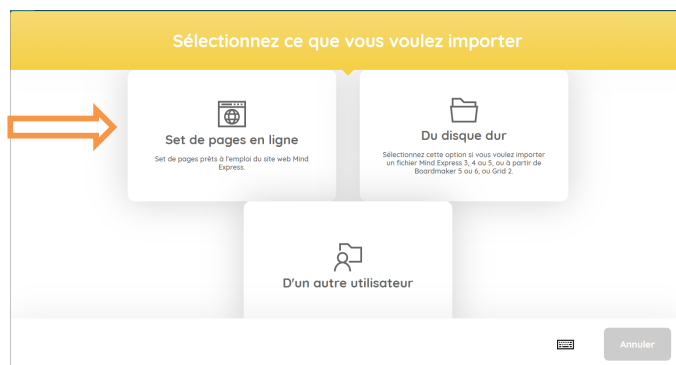 Sélectionnez ce que vous voulez importer
Set de pages en ligne
Set de pages prêts à l'emploi du site web Mind
Express.
Du disque dur
Sélectionnez cette option si vous voulez importer
un fichier Mind Express 3, 4 ou 5, ou à partir de
Boardmaker 5 ou 6, ou Grid 2.
D'un autre utilisateur
Annuler